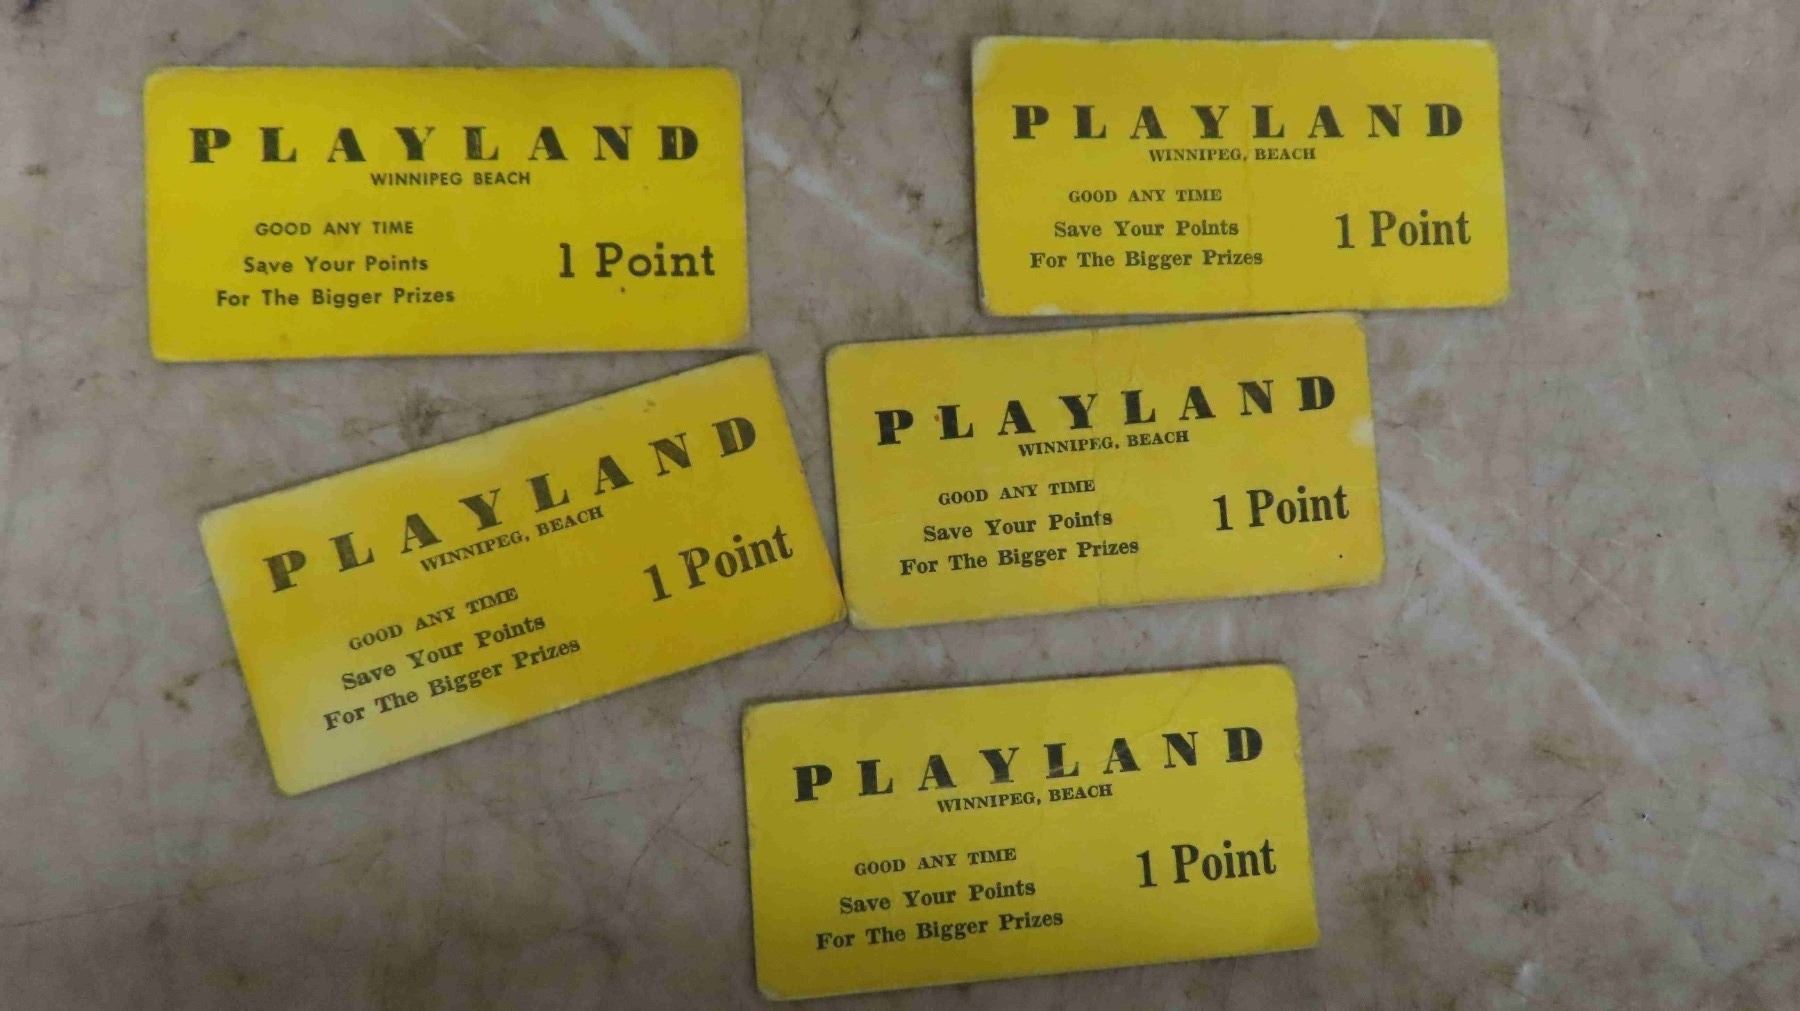 PLAYLAND
WINNIPEG BEACH
GOOD ANY TIME
Save Your Points
For The Bigger Prizes
1 Point
PLAYLAND
WINNIPEG, BEACH
GOOD ANY TIME
Save Your Points
For The Bigger Prizes
1 Point
PLAYLAND
WINNIPEG, BEACH
GOOD ANY TIME
Save Your Points
For The Bigger Prizes
1 Point
PLAYLAND
WINNIPEG, BEACH
GOOD ANY TIME
Save Your Points
For The Bigger Prizes
1 Point
PLAYLAND
WINNIPEG, BEACH
GOOD ANY TIME
Save Your Points
For The Bigger Prizes
1 Point